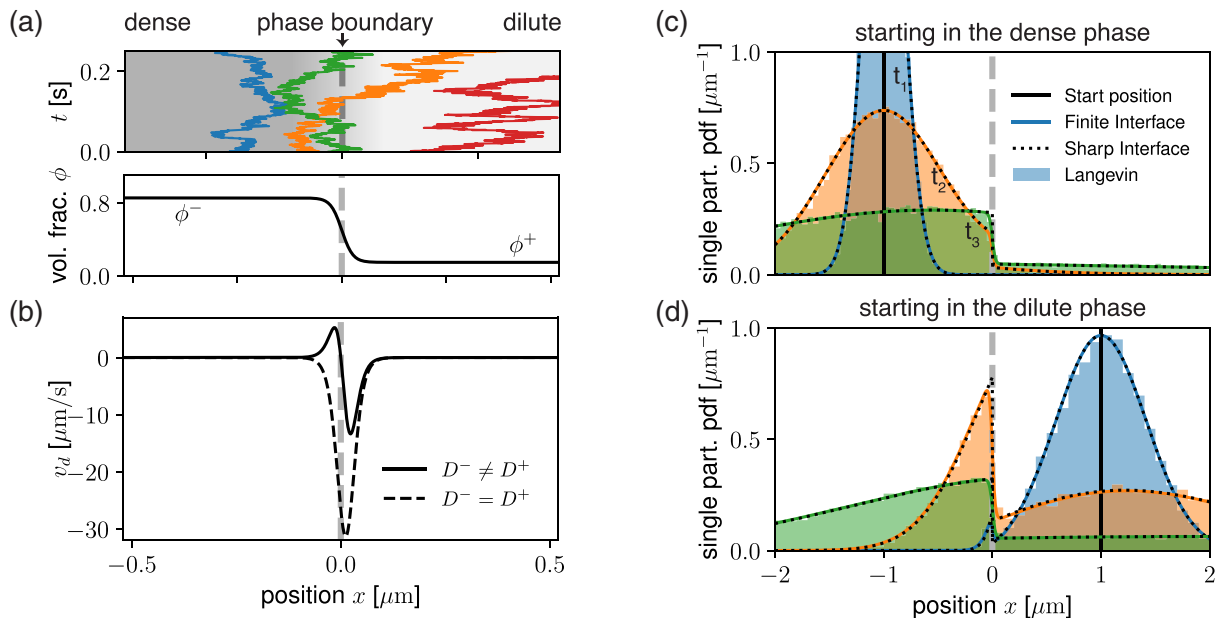 (a)
dense phase boundary dilute
t [s]
0.2
0.0
vol. frac. ϕ
0.8
0.0
ϕ⁻
ϕ⁺
(b)
v_d [μm/s]
0
−10
−20
−30
D⁻ ≠ D⁺
D⁻ = D⁺
−0.5 0.0 0.5
position x [μm]
(c)
starting in the dense phase
single part. pdf [μm⁻¹]
1.0
0.5
0.0
t₁
t₂
t₃
Start position
Finite Interface
Sharp Interface
Langevin
(d)
starting in the dilute phase
single part. pdf [μm⁻¹]
1.0
0.5
0.0
−2 −1 0 1 2
position x [μm]